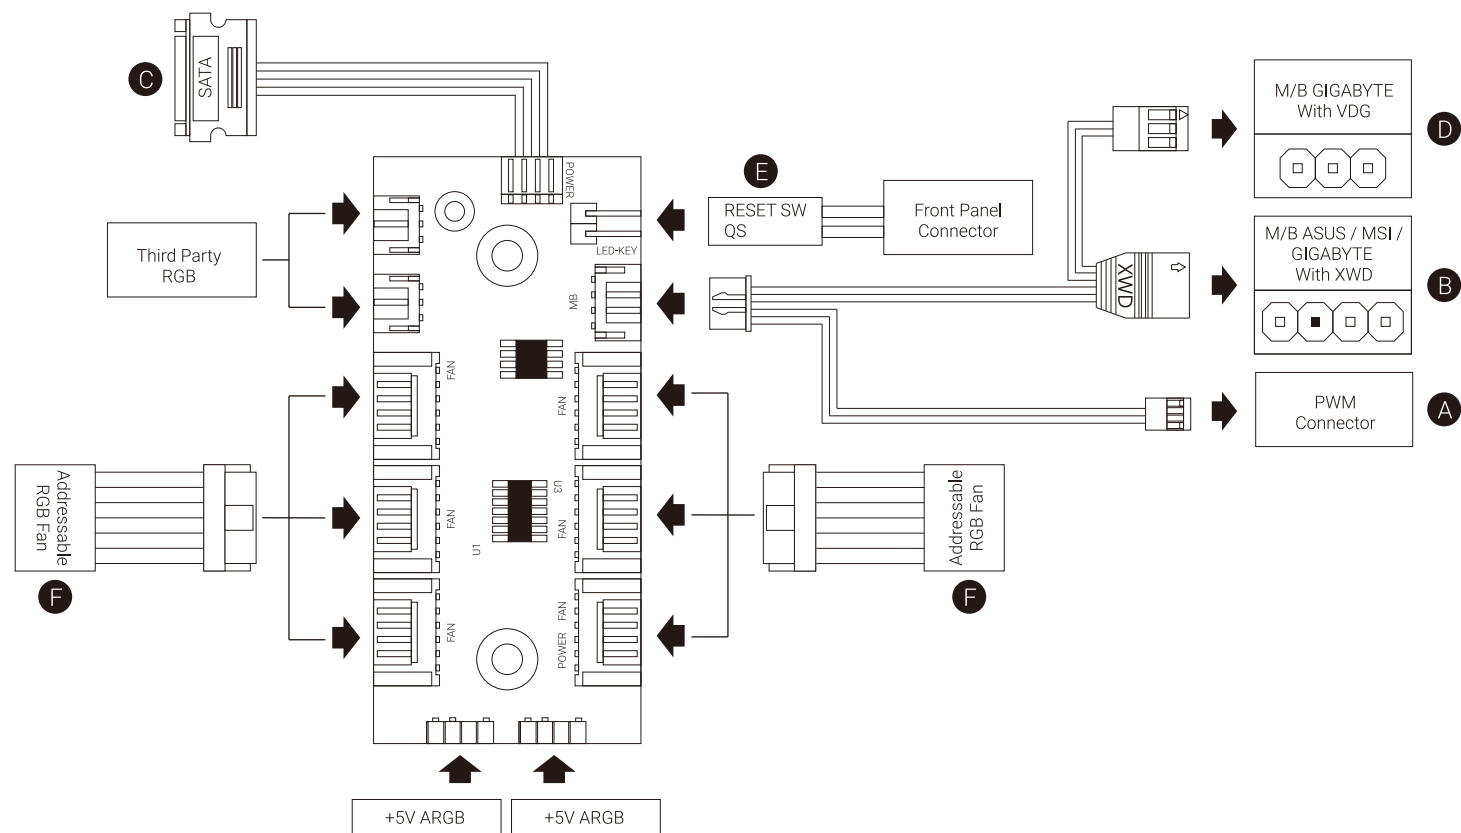 C
SATA
POWER
LED-KEY
MB
FAN
FAN
FAN
FAN
FAN
FAN
U3
U1
POWER
Third Party
RGB
Addressable
RGB Fan
F
Addressable
RGB Fan
F
E
RESET SW
QS
Front Panel
Connector
XWD
M/B GIGABYTE
With VDG
D
M/B ASUS / MSI /
GIGABYTE
With XWD
B
PWM
Connector
A
+5V ARGB
+5V ARGB